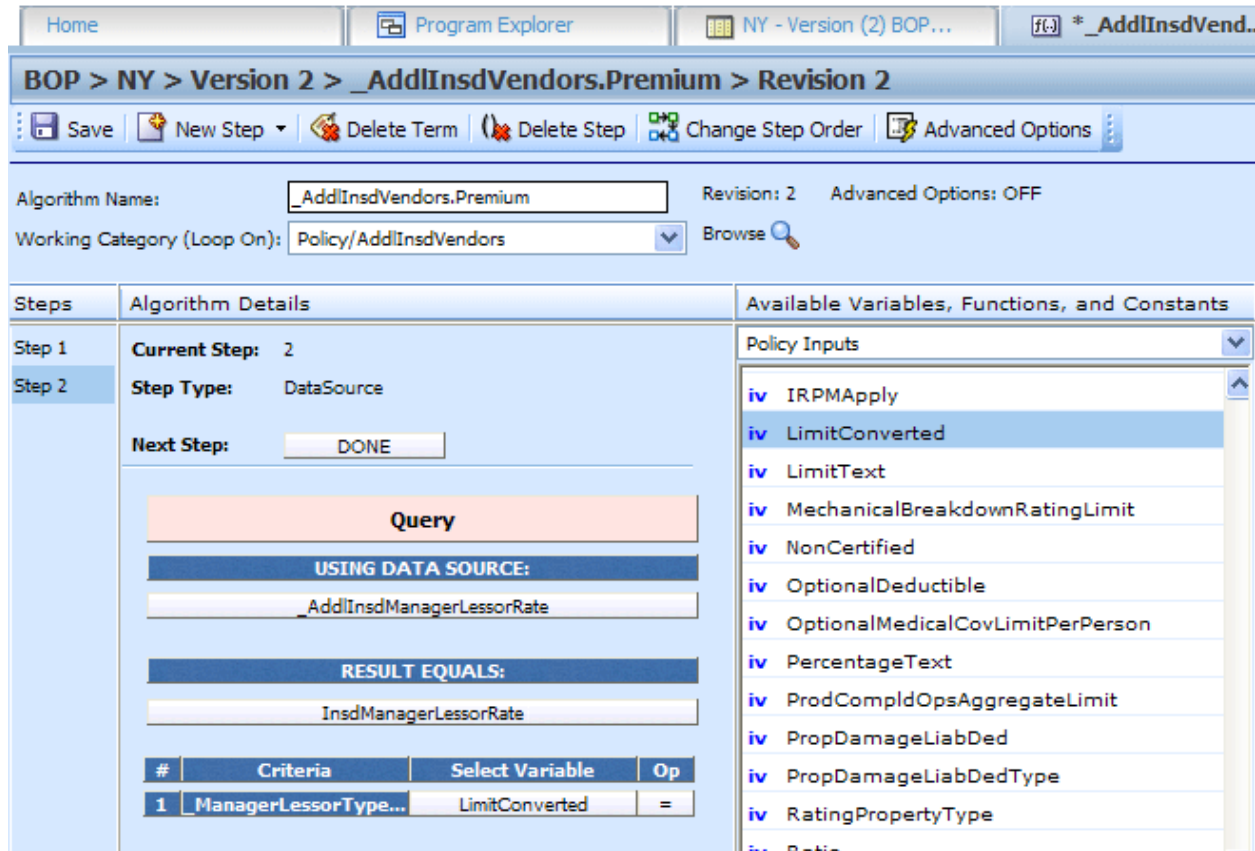 Home Program Explorer NY - Version (2) BOP... f(.) *_AddlInsdVend..
BOP > NY > Version 2 > _AddlInsdVendors.Premium > Revision 2
Save New Step Delete Term Delete Step Change Step Order Advanced Options
Algorithm Name: _AddlInsdVendors.Premium Revision: 2 Advanced Options: OFF
Working Category (Loop On): Policy/AddlInsdVendors Browse
Steps Algorithm Details Available Variables, Functions, and Constants
Step 1 Current Step: 2 Policy Inputs
Step 2 Step Type: DataSource iv IRPMApply
iv LimitConverted
Next Step: DONE
iv LimitText
Query iv MechanicalBreakdownRatingLimit
iv NonCertified
USING DATA SOURCE:
iv OptionalDeductible
_AddlInsdManagerLessorRate
iv OptionalMedicalCovLimitPerPerson
RESULT EQUALS: iv PercentageText
InsdManagerLessorRate iv ProdCompldOpsAggregateLimit
iv PropDamageLiabDed
# Criteria Select Variable Op iv PropDamageLiabDedType
1 _ManagerLessorType... LimitConverted = iv RatingPropertyType
iv Ratio